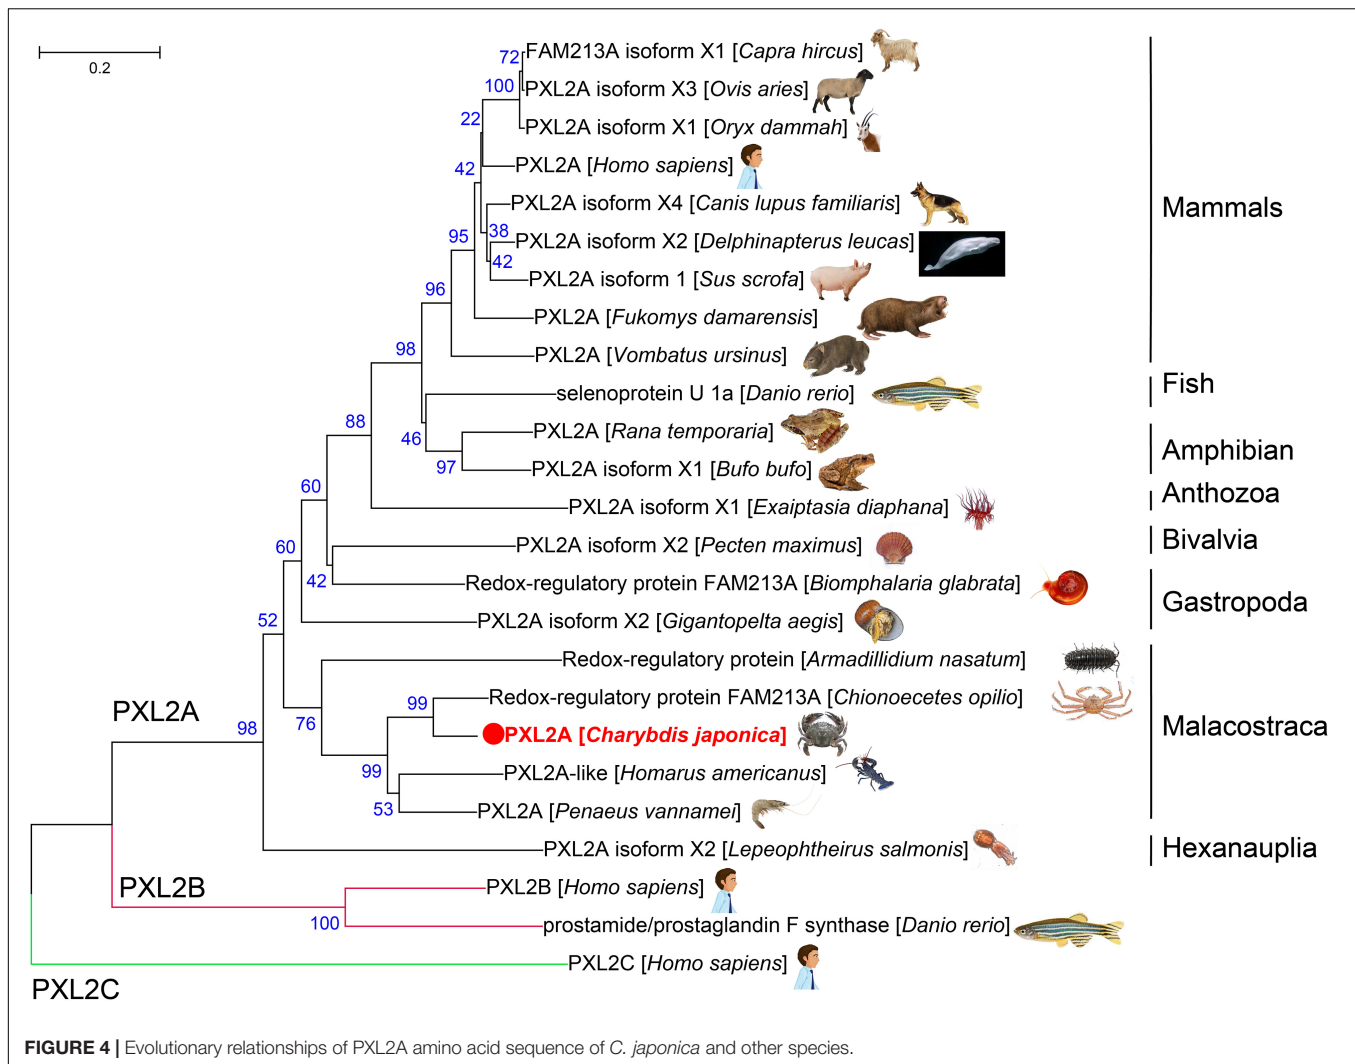 0.2
72
FAM213A isoform X1 [Capra hircus]
100
PXL2A isoform X3 [Ovis aries]
22
PXL2A isoform X1 [Oryx dammah]
42
PXL2A [Homo sapiens]
PXL2A isoform X4 [Canis lupus familiaris]
Mammals
95
38
PXL2A isoform X2 [Delphinapterus leucas]
42
PXL2A isoform 1 [Sus scrofa]
96
PXL2A [Fukomys damarensis]
98
PXL2A [Vombatus ursinus]
selenoprotein U 1a [Danio rerio]
Fish
88
46
PXL2A [Rana temporaria]
Amphibian
97
PXL2A isoform X1 [Bufo bufo]
60
PXL2A isoform X1 [Exaiptasia diaphana]
Anthozoa
60
PXL2A isoform X2 [Pecten maximus]
Bivalvia
42
Redox-regulatory protein FAM213A [Biomphalaria glabrata]
Gastropoda
52
PXL2A isoform X2 [Gigantopelta aegis]
Redox-regulatory protein [Armadillidium nasatum]
PXL2A
98
76
99
Redox-regulatory protein FAM213A [Chionoecetes opilio]
Malacostraca
PXL2A [Charybdis japonica]
99
PXL2A-like [Homarus americanus]
53
PXL2A [Penaeus vannamei]
PXL2A isoform X2 [Lepeophtheirus salmonis]
Hexanauplia
PXL2B
PXL2B [Homo sapiens]
100
prostamide/prostaglandin F synthase [Danio rerio]
PXL2C [Homo sapiens]
PXL2C
FIGURE 4 | Evolutionary relationships of PXL2A amino acid sequence of C. japonica and other species.